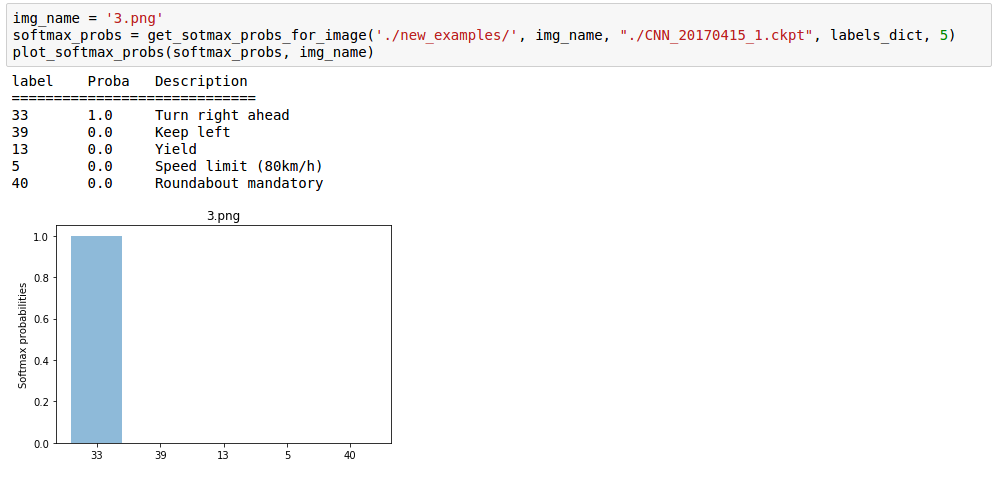 img_name = '3.png'
softmax_probs = get_sotmax_probs_for_image('./new_examples/', img_name, "./CNN_20170415_1.ckpt", labels_dict, 5)
plot_softmax_probs(softmax_probs, img_name)
label Proba Description
=============================
33 1.0 Turn right ahead
39 0.0 Keep left
13 0.0 Yield
5 0.0 Speed limit (80km/h)
40 0.0 Roundabout mandatory
3.png
Softmax probabilities
1.0
0.8
0.6
0.4
0.2
0.0
33 39 13 5 40